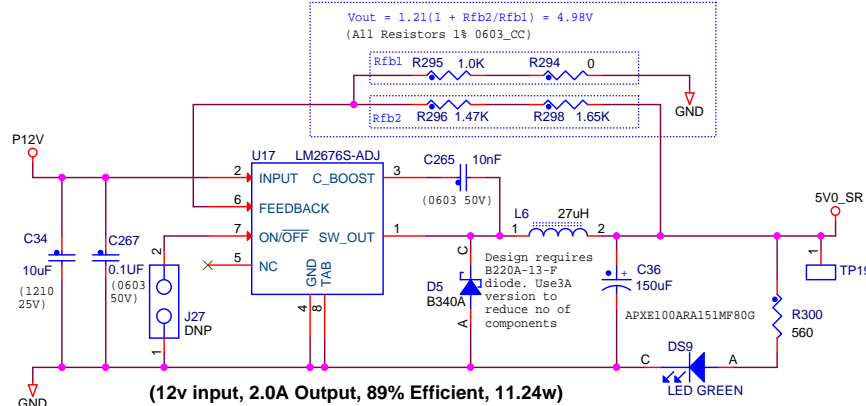 Vout = 1.21(1 + Rfb2/Rfb1) = 4.98V
(All Resistors 1% 0603_CC)
Rfb1
R295
1.0K
R294
0
GND
Rfb2
R296
1.47K
R298
1.65K
P12V
U17
LM2676S-ADJ
C265
10nF
(0603 50V)
2
INPUT
C_BOOST
3
6
FEEDBACK
7
ON/OFF
SW_OUT
1
5
NC
GND
TAB
4
8
L6
27uH
1
2
5V0_SR
1
TP19
C34
10uF
(1210
25V)
C267
0.1UF
(0603
50V)
2
J27
DNP
1
C
D5
B340A
A
Design requires
B220A-13-F
diode. Use3A
version to
reduce no of
components
+
C36
150uF
APXE100ARA151MF80G
R300
560
DS9
C
A
LED GREEN
GND
(12v input, 2.0A Output, 89% Efficient, 11.24w)